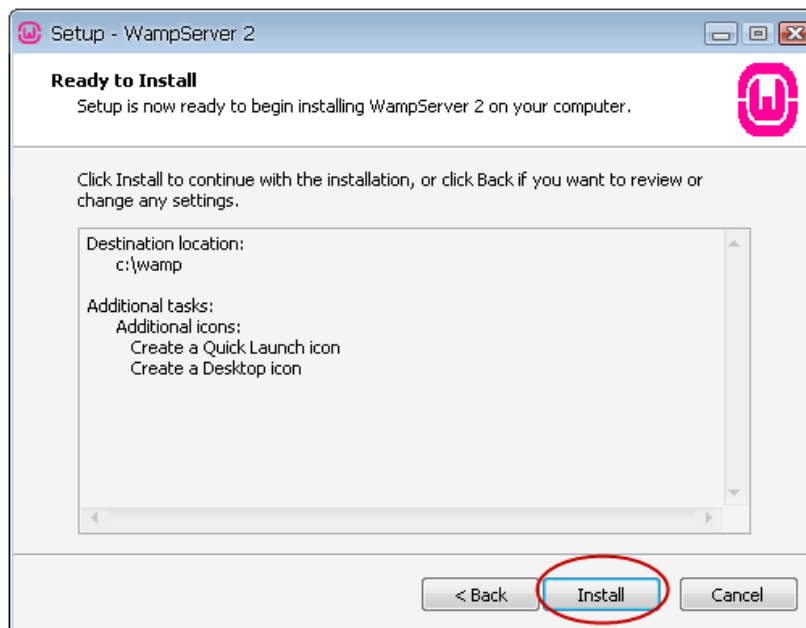 Setup - WampServer 2
Ready to Install
Setup is now ready to begin installing WampServer 2 on your computer.
Click Install to continue with the installation, or click Back if you want to review or
change any settings.
Destination location:
c:\wamp
Additional tasks:
Additional icons:
Create a Quick Launch icon
Create a Desktop icon
< Back
Install
Cancel